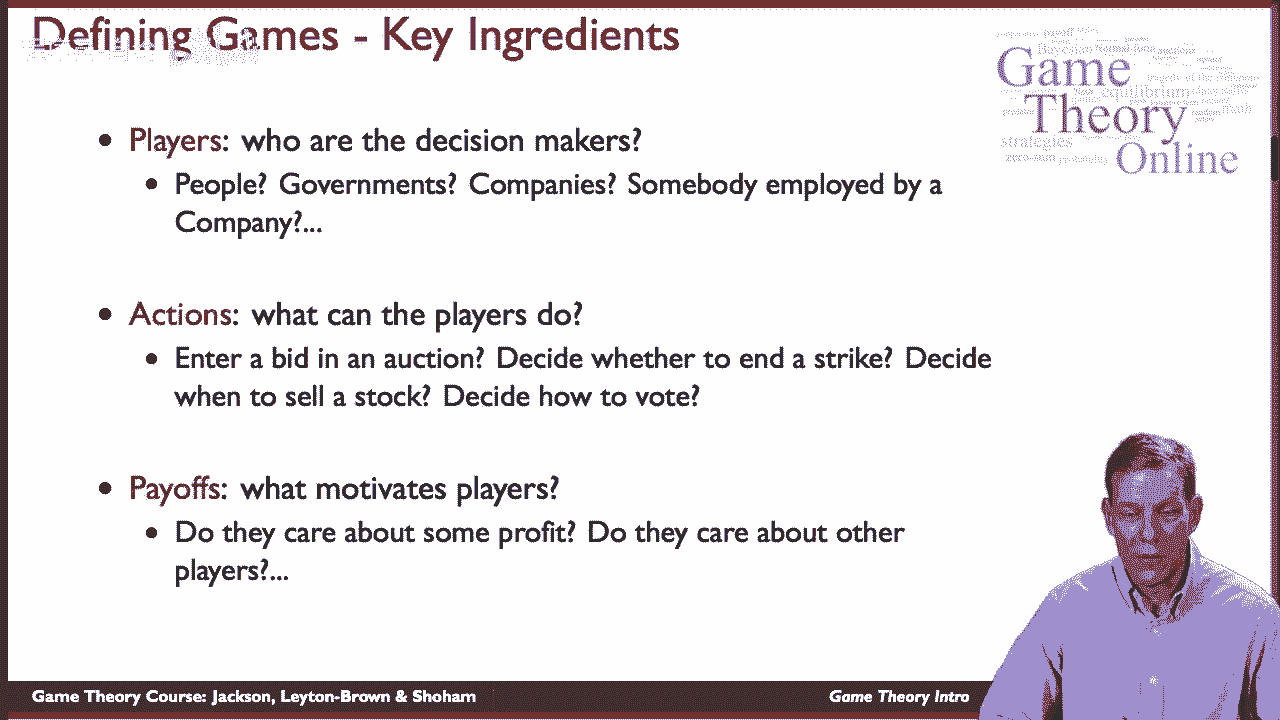 Defining Games - Key Ingredients
Game
Theory
Online
equilibrium
strategies
• Players: who are the decision makers?
• People? Governments? Companies? Somebody employed by a
Company?...
• Actions: what can the players do?
• Enter a bid in an auction? Decide whether to end a strike? Decide
when to sell a stock? Decide how to vote?
• Payoffs: what motivates players?
• Do they care about some profit? Do they care about other
players?...
Game Theory Course: Jackson, Leyton-Brown & Shoham
Game Theory Intro